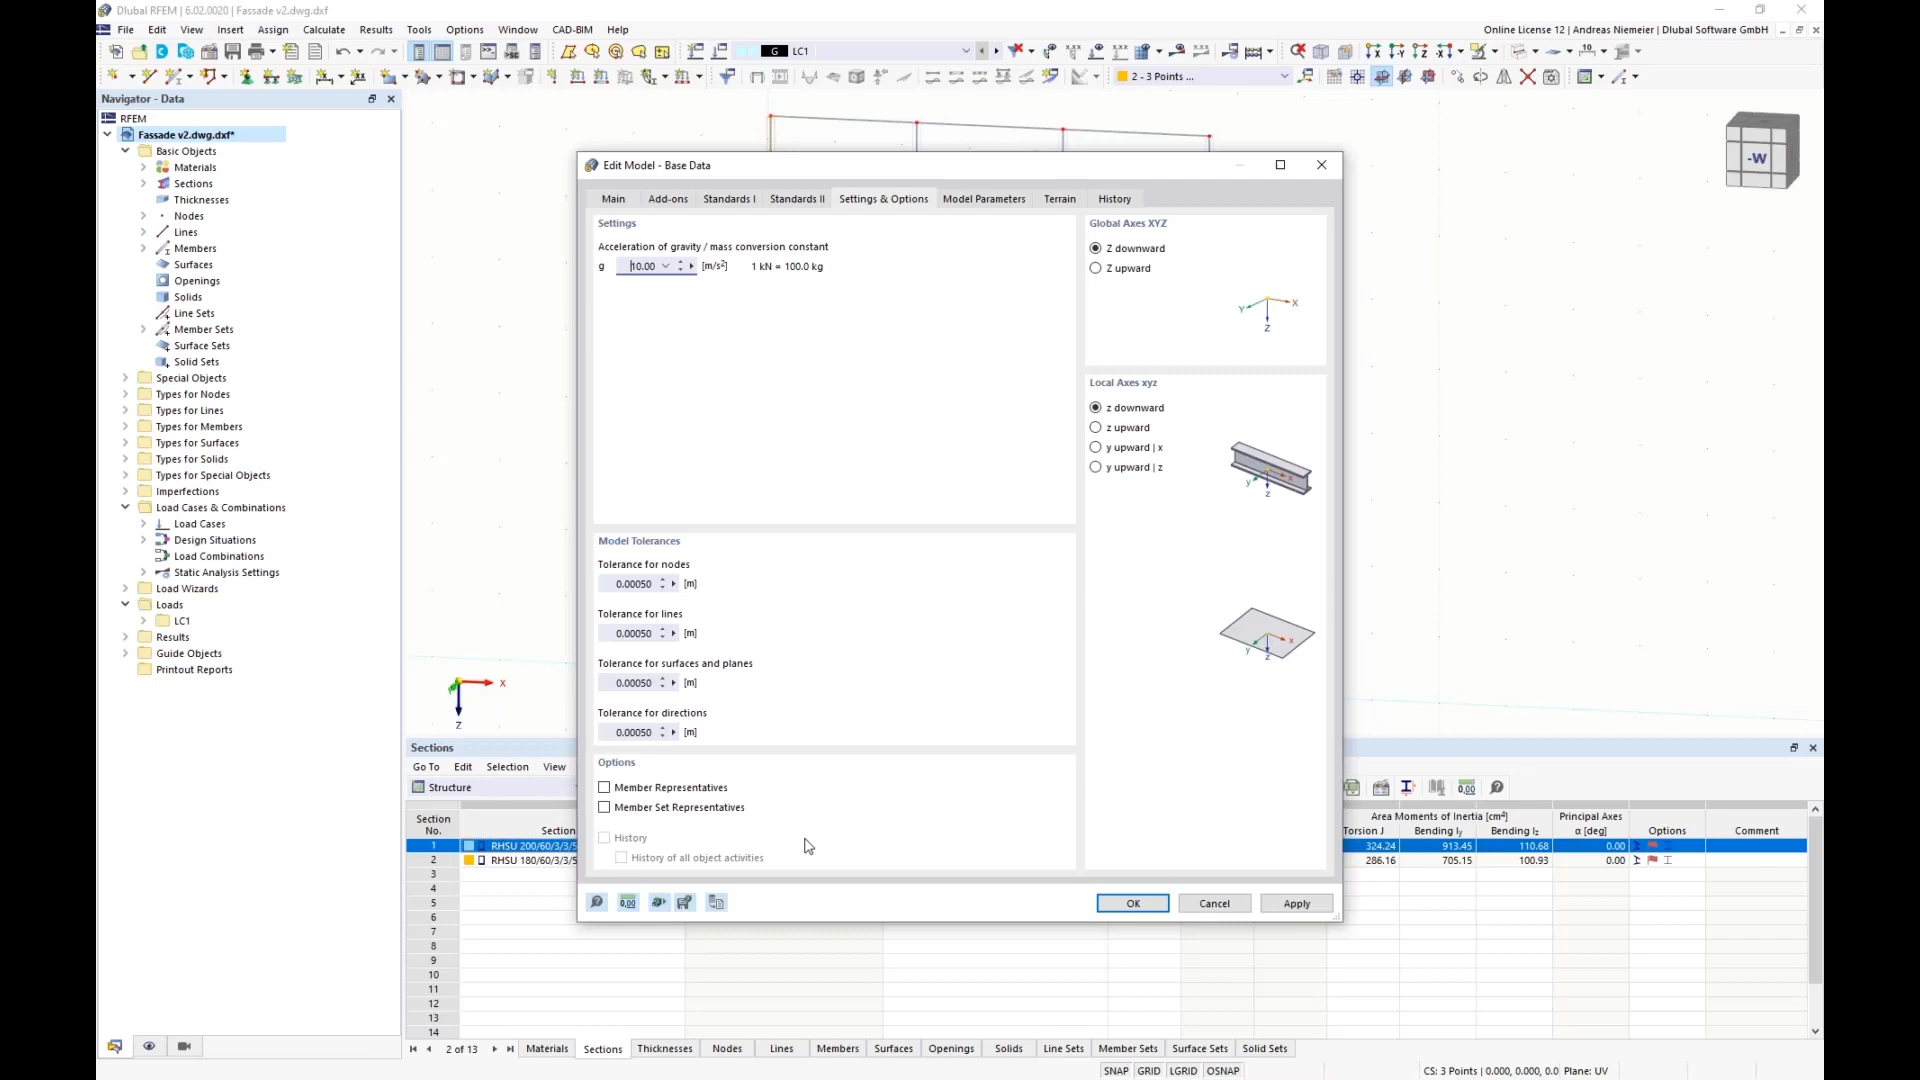 Dlubal RFEM | 6.02.0020 | Fassade v2.dwg.dxf*
File Edit View Insert Assign Calculate Results Tools Options Window CAD-BIM Help
Online License 12 | Andreas Niemeier | Dlubal Software GmbH
G LC1
2 - 3 Points ...
Navigator - Data
RFEM
Fassade v2.dwg.dxf*
Basic Objects
Materials
Sections
Thicknesses
Nodes
Lines
Members
Surfaces
Openings
Solids
Line Sets
Member Sets
Surface Sets
Solid Sets
Special Objects
Types for Nodes
Types for Lines
Types for Members
Types for Surfaces
Types for Solids
Types for Special Objects
Imperfections
Load Cases & Combinations
Load Cases
Design Situations
Load Combinations
Static Analysis Settings
Load Wizards
Loads
LC1
Results
Guide Objects
Printout Reports
-W
X
Z
Edit Model - Base Data
Main Add-ons Standards I Standards II Settings & Options Model Parameters Terrain History
Settings
Acceleration of gravity / mass conversion constant
g 10.00 [m/s²] 1 kN = 100.0 kg
Model Tolerances
Tolerance for nodes
0.00050 [m]
Tolerance for lines
0.00050 [m]
Tolerance for surfaces and planes
0.00050 [m]
Tolerance for directions
0.00050 [m]
Options
Member Representatives
Member Set Representatives
History
History of all object activities
Global Axes XYZ
Z downward
Z upward
Y X
Z
Local Axes xyz
z downward
z upward
y upward | x
y upward | z
y x
z
y x
z
OK Cancel Apply
Sections
Go To Edit Selection View
Structure
Section
No.
Section
Area Moments of Inertia [cm⁴]
Torsion J Bending Iy Bending Iz
Principal Axes
α [deg]
Options
Comment
1 RHSU 200/60/3/3/5 324.24 913.45 110.68 0.00
2 RHSU 180/60/3/3/5 286.16 705.15 100.93 0.00
3
4
5
6
7
8
9
10
11
12
13
14
2 of 13 Materials Sections Thicknesses Nodes Lines Members Surfaces Openings Solids Line Sets Member Sets Surface Sets Solid Sets
SNAP GRID LGRID OSNAP CS: 3 Points | 0.000, 0.000, 0.0 Plane: UV